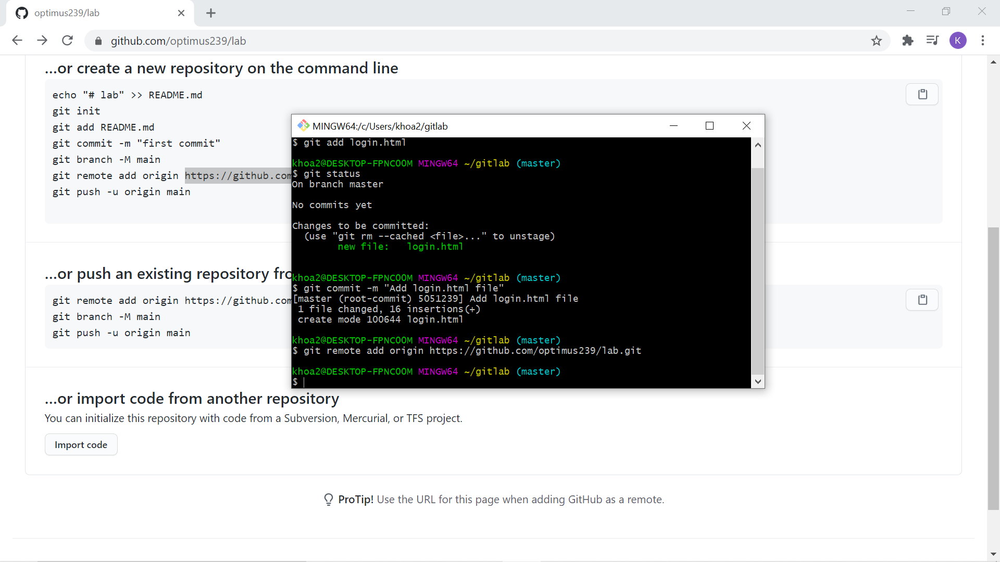 optimus239/lab
github.com/optimus239/lab
K
...or create a new repository on the command line
echo "# lab" >> README.md
git init
git add README.md
git commit -m "first commit"
git branch -M main
git remote add origin https://github.com
git push -u origin main
...or push an existing repository fro
git remote add origin https://github.com
git branch -M main
git push -u origin main
...or import code from another repository
You can initialize this repository with code from a Subversion, Mercurial, or TFS project.
Import code
ProTip! Use the URL for this page when adding GitHub as a remote.
MINGW64:/c/Users/khoa2/gitlab
$ git add login.html
khoa2@DESKTOP-FPNCOOM MINGW64 ~/gitlab (master)
$ git status
On branch master
No commits yet
Changes to be committed:
(use "git rm --cached <file>..." to unstage)
new file: login.html
khoa2@DESKTOP-FPNCOOM MINGW64 ~/gitlab (master)
$ git commit -m "Add login.html file"
[master (root-commit) 5051239] Add login.html file
1 file changed, 16 insertions(+)
create mode 100644 login.html
khoa2@DESKTOP-FPNCOOM MINGW64 ~/gitlab (master)
$ git remote add origin https://github.com/optimus239/lab.git
khoa2@DESKTOP-FPNCOOM MINGW64 ~/gitlab (master)
$